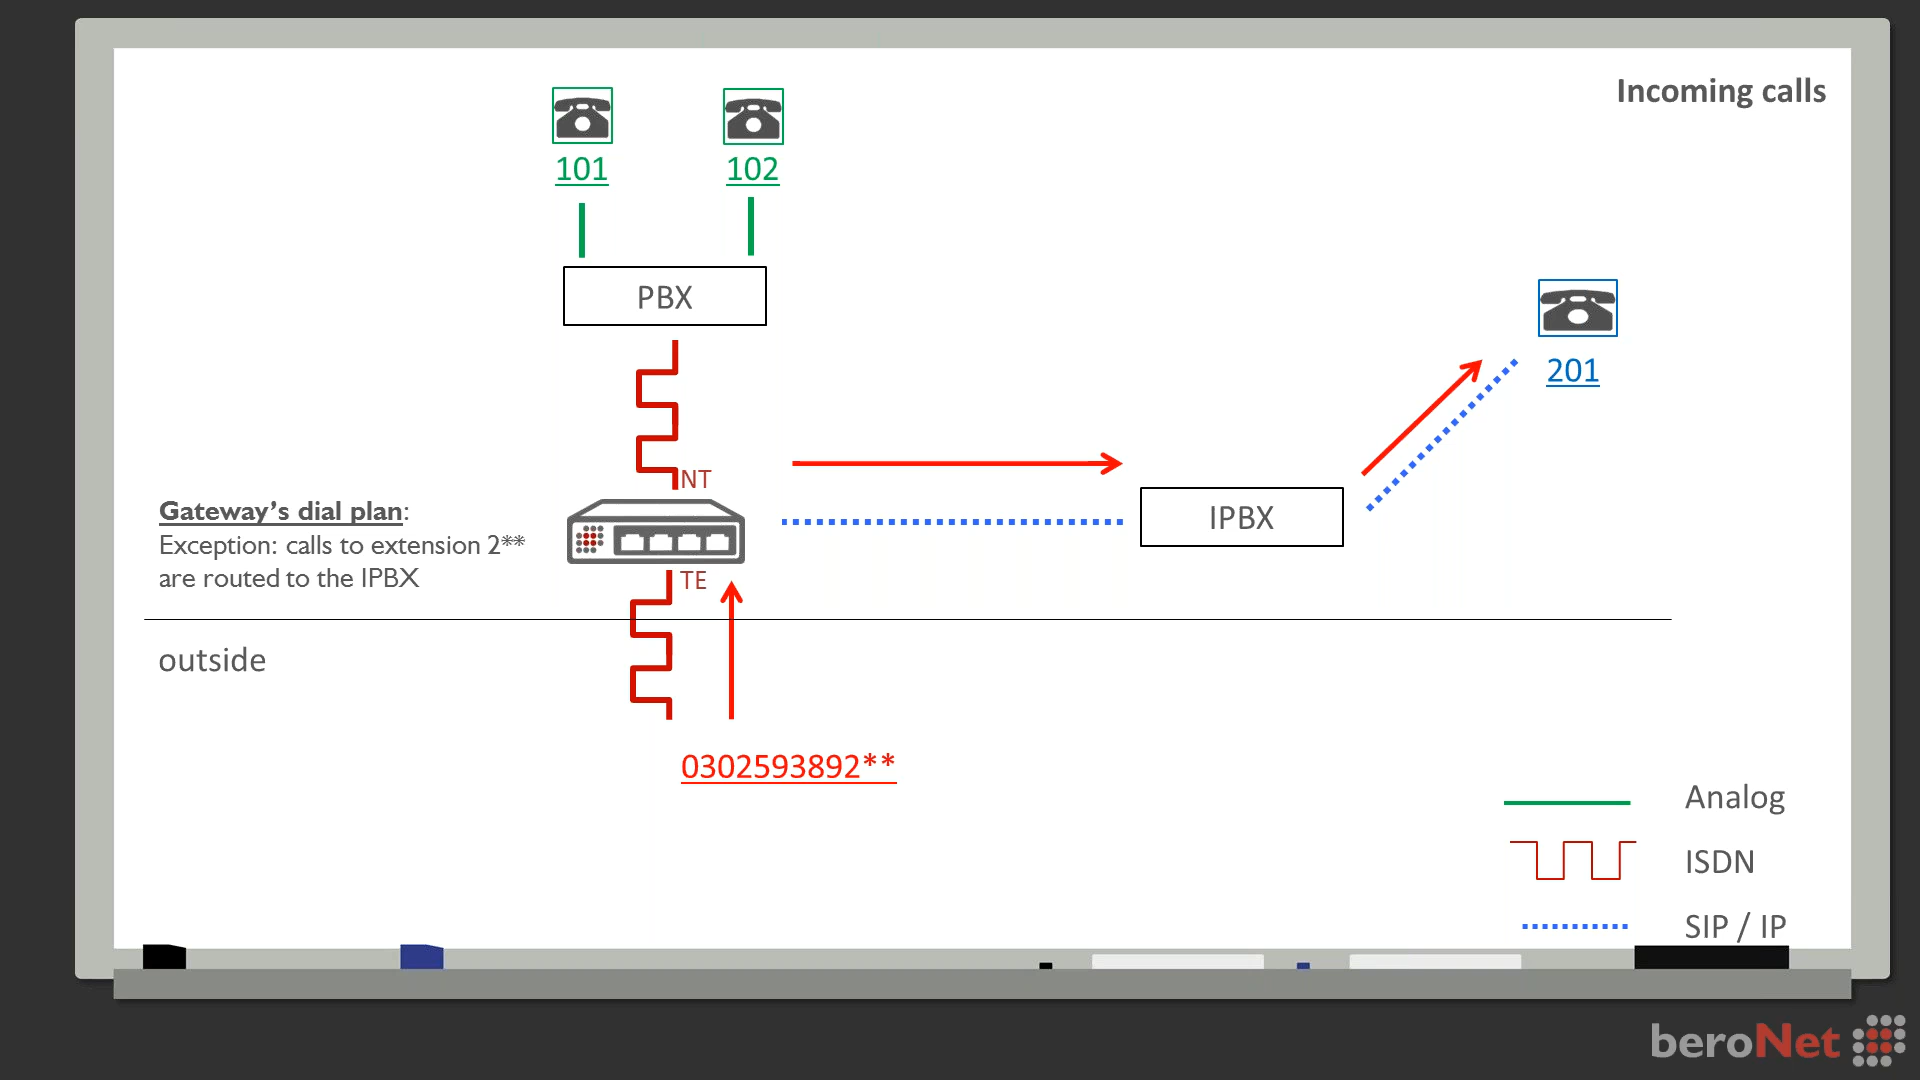 Incoming calls
101
102
PBX
201
NT
IPBX
Gateway's dial plan:
Exception: calls to extension 2**
are routed to the IPBX
TE
outside
0302593892**
Analog
ISDN
SIP / IP
beroNet